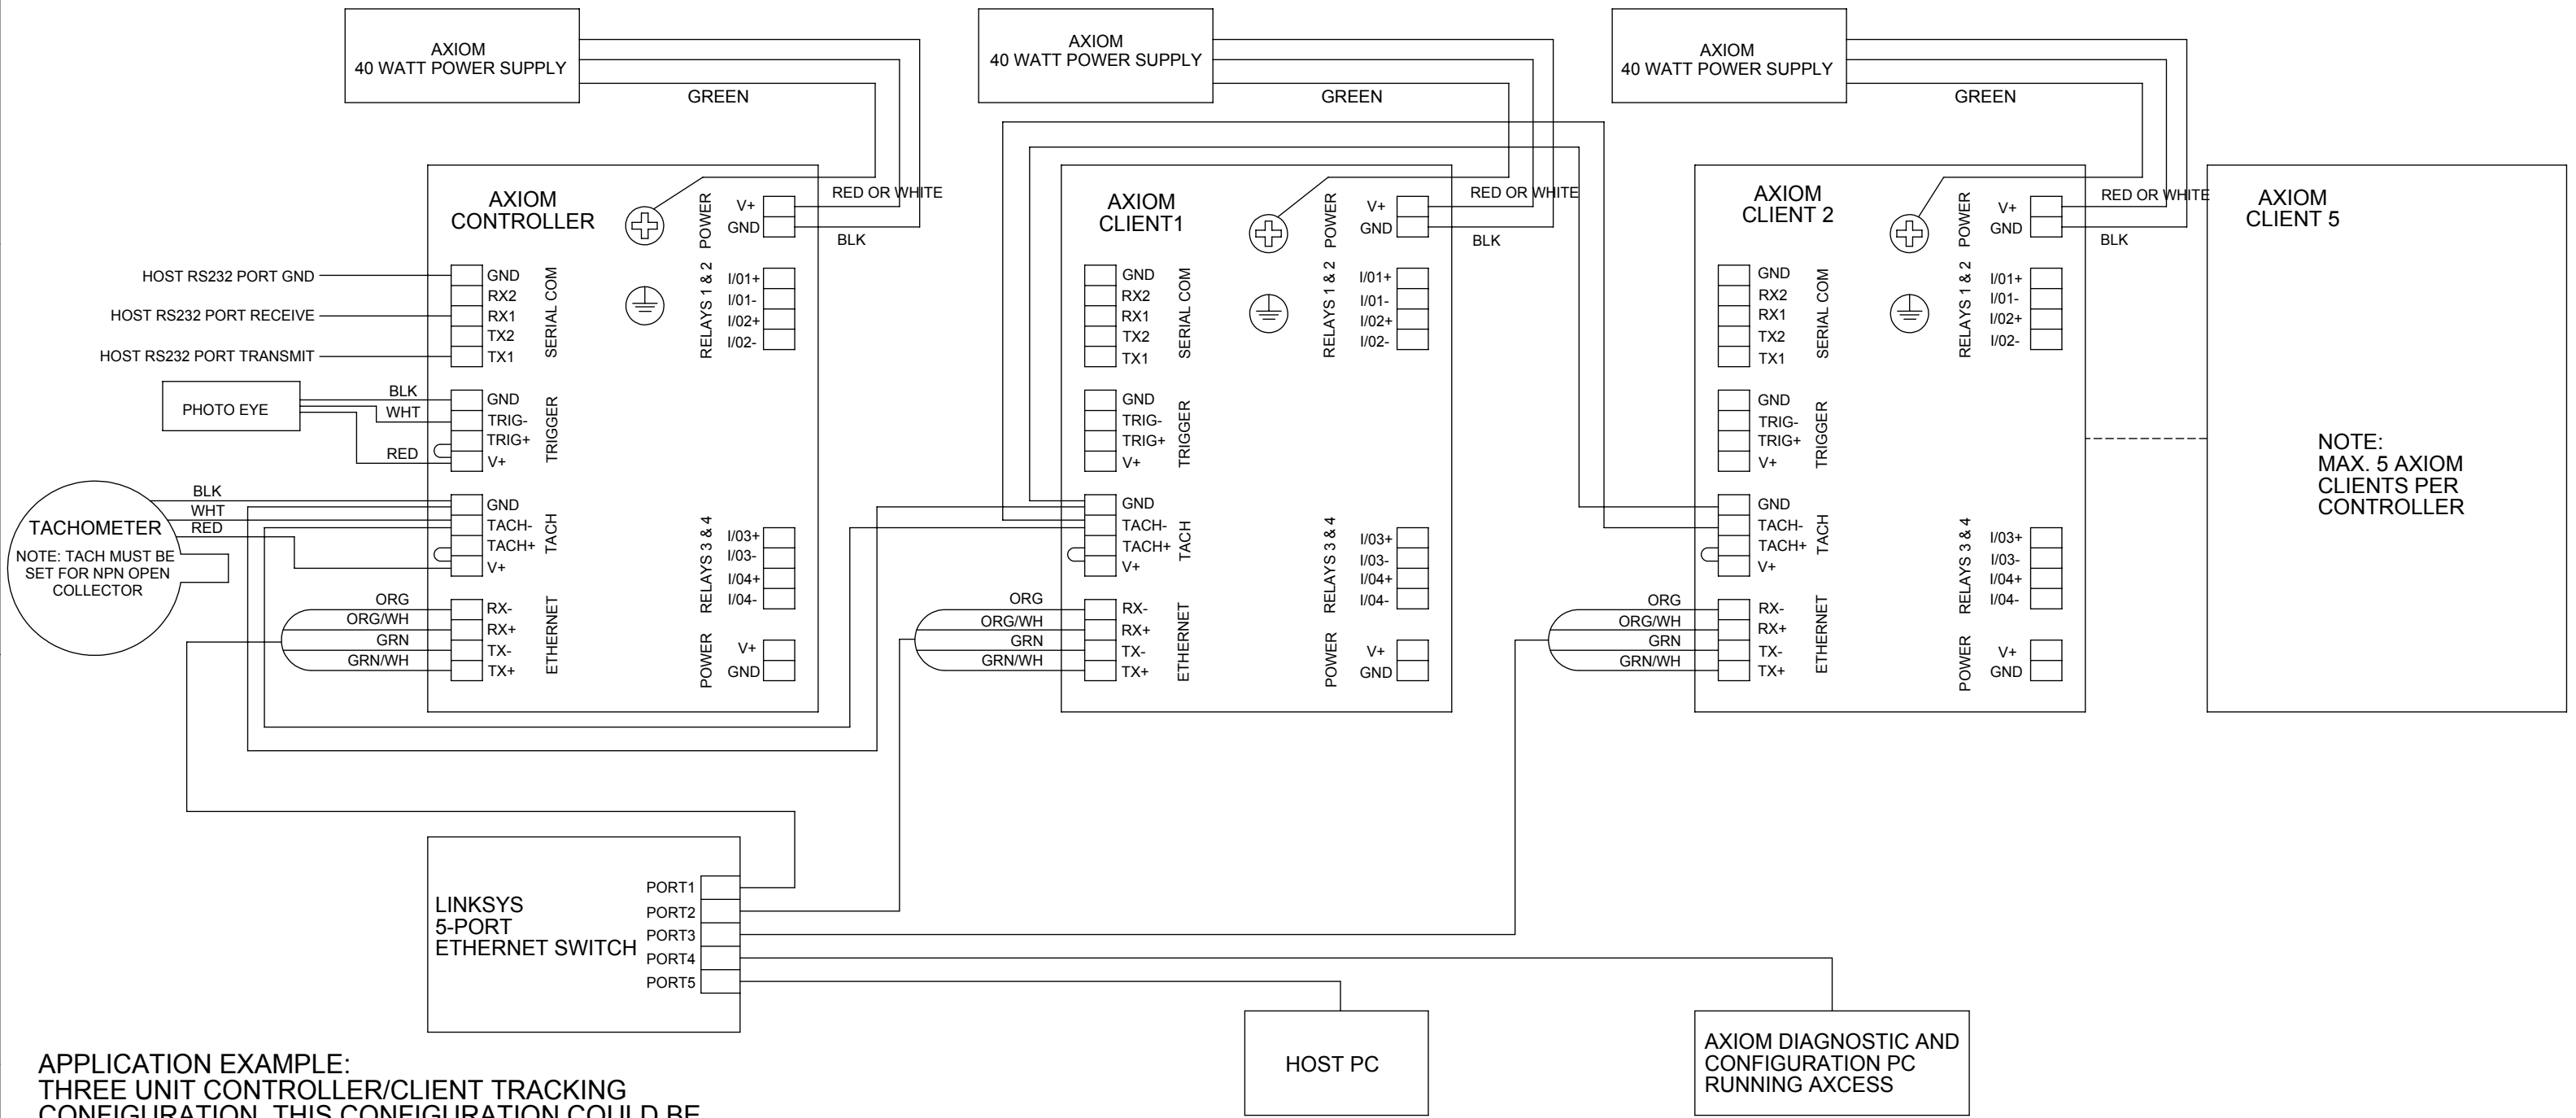 AXIOM
40 WATT POWER SUPPLY
GREEN
AXIOM
40 WATT POWER SUPPLY
GREEN
AXIOM
40 WATT POWER SUPPLY
GREEN
AXIOM
CONTROLLER
RED OR WHITE
BLK
POWER
V+
GND
HOST RS232 PORT GND
HOST RS232 PORT RECEIVE
HOST RS232 PORT TRANSMIT
GND
RX2
RX1
TX2
TX1
SERIAL COM
RELAYS 1 & 2
I/01+
I/01-
I/02+
I/02-
PHOTO EYE
BLK
WHT
RED
GND
TRIG-
TRIG+
V+
TRIGGER
TACHOMETER
NOTE: TACH MUST BE
SET FOR NPN OPEN
COLLECTOR
BLK
WHT
RED
GND
TACH-
TACH+
V+
TACH
RELAYS 3 & 4
I/03+
I/03-
I/04+
I/04-
ORG
ORG/WH
GRN
GRN/WH
RX-
RX+
TX-
TX+
ETHERNET
POWER
V+
GND
AXIOM
CLIENT1
RED OR WHITE
BLK
POWER
V+
GND
GND
RX2
RX1
TX2
TX1
SERIAL COM
RELAYS 1 & 2
I/01+
I/01-
I/02+
I/02-
GND
TRIG-
TRIG+
V+
TRIGGER
GND
TACH-
TACH+
V+
TACH
RELAYS 3 & 4
I/03+
I/03-
I/04+
I/04-
ORG
ORG/WH
GRN
GRN/WH
RX-
RX+
TX-
TX+
ETHERNET
POWER
V+
GND
AXIOM
CLIENT 2
RED OR WHITE
BLK
POWER
V+
GND
GND
RX2
RX1
TX2
TX1
SERIAL COM
RELAYS 1 & 2
I/01+
I/01-
I/02+
I/02-
GND
TRIG-
TRIG+
V+
TRIGGER
GND
TACH-
TACH+
V+
TACH
RELAYS 3 & 4
I/03+
I/03-
I/04+
I/04-
ORG
ORG/WH
GRN
GRN/WH
RX-
RX+
TX-
TX+
ETHERNET
POWER
V+
GND
AXIOM
CLIENT 5
NOTE:
MAX. 5 AXIOM
CLIENTS PER
CONTROLLER
LINKSYS
5-PORT
ETHERNET SWITCH
PORT1
PORT2
PORT3
PORT4
PORT5
HOST PC
AXIOM DIAGNOSTIC AND
CONFIGURATION PC
RUNNING AXCESS
APPLICATION EXAMPLE:
THREE UNIT CONTROLLER/CLIENT TRACKING
CONFIGURATION. THIS CONFIGURATION COULD BE